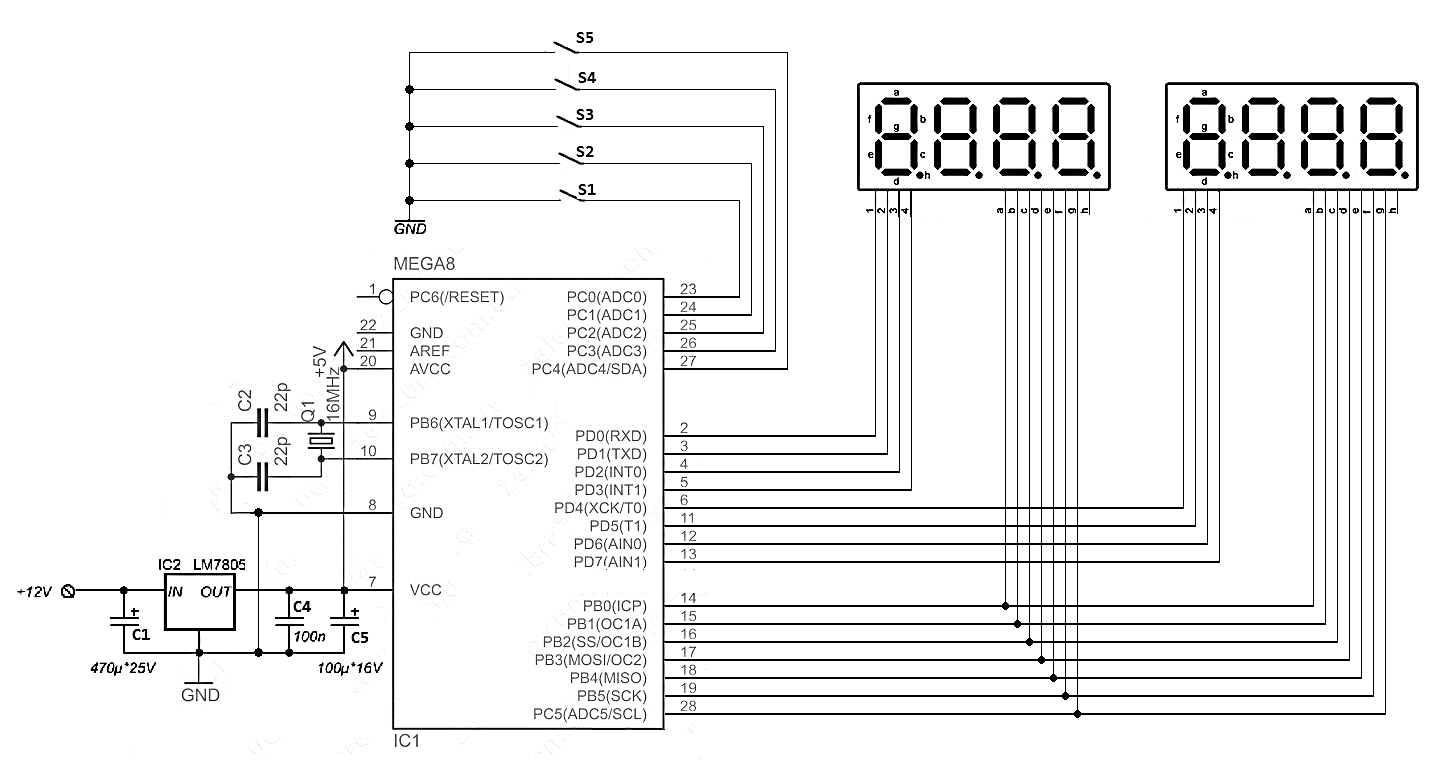 S5
S4
S3
S2
S1
GND
a
f b
g
e c
d h
1 2 3 4 a b c d e f g h
a
f b
g
e c
d h
1 2 3 4 a b c d e f g h
MEGA8
1 PC6(/RESET) PC0(ADC0) 23
PC1(ADC1) 24
22 GND PC2(ADC2) 25
21 AREF PC3(ADC3) 26
20 AVCC PC4(ADC4/SDA) 27
+5V
C2 22p
Q1 16MHz
9 PB6(XTAL1/TOSC1)
PD0(RXD) 2
C3 22p
PD1(TXD) 3
10 PB7(XTAL2/TOSC2)
PD2(INT0) 4
PD3(INT1) 5
8 GND PD4(XCK/T0) 6
PD5(T1) 11
PD6(AIN0) 12
PD7(AIN1) 13
IC2 LM7805
+12V IN OUT 7 VCC
PB0(ICP) 14
PB1(OC1A) 15
PB2(SS/OC1B) 16
PB3(MOSI/OC2) 17
PB4(MISO) 18
PB5(SCK) 19
PC5(ADC5/SCL) 28
+ C1
470µ*25V
C4
100n
+
C5
100µ*16V
GND
IC1